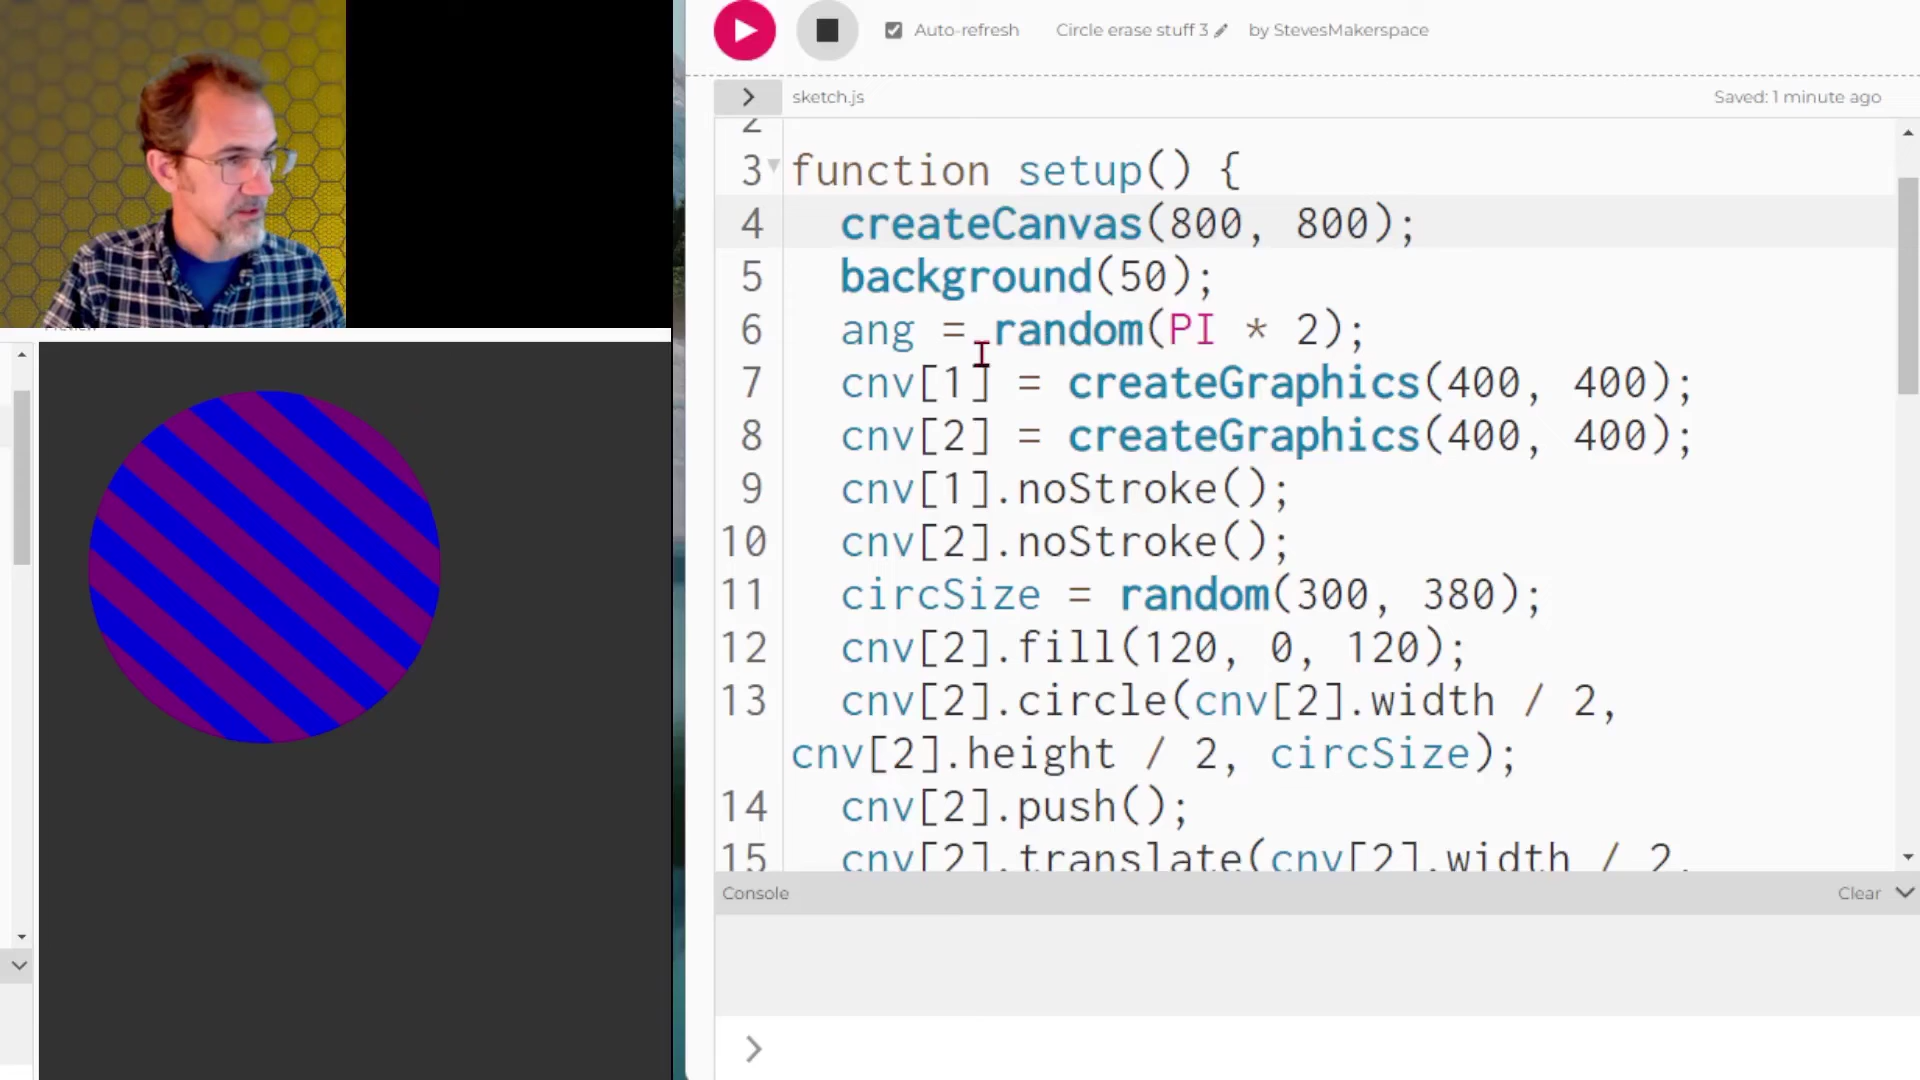 Auto-refresh Circle erase stuff 3 by StevesMakerspace
sketch.js Saved: 1 minute ago
2
3 function setup() {
4 createCanvas(800, 800);
5 background(50);
6 ang = random(PI * 2);
7 cnv[1] = createGraphics(400, 400);
8 cnv[2] = createGraphics(400, 400);
9 cnv[1].noStroke();
10 cnv[2].noStroke();
11 circSize = random(300, 380);
12 cnv[2].fill(120, 0, 120);
13 cnv[2].circle(cnv[2].width / 2,
cnv[2].height / 2, circSize);
14 cnv[2].push();
15 cnv[2].translate(cnv[2].width / 2,
Console Clear
>